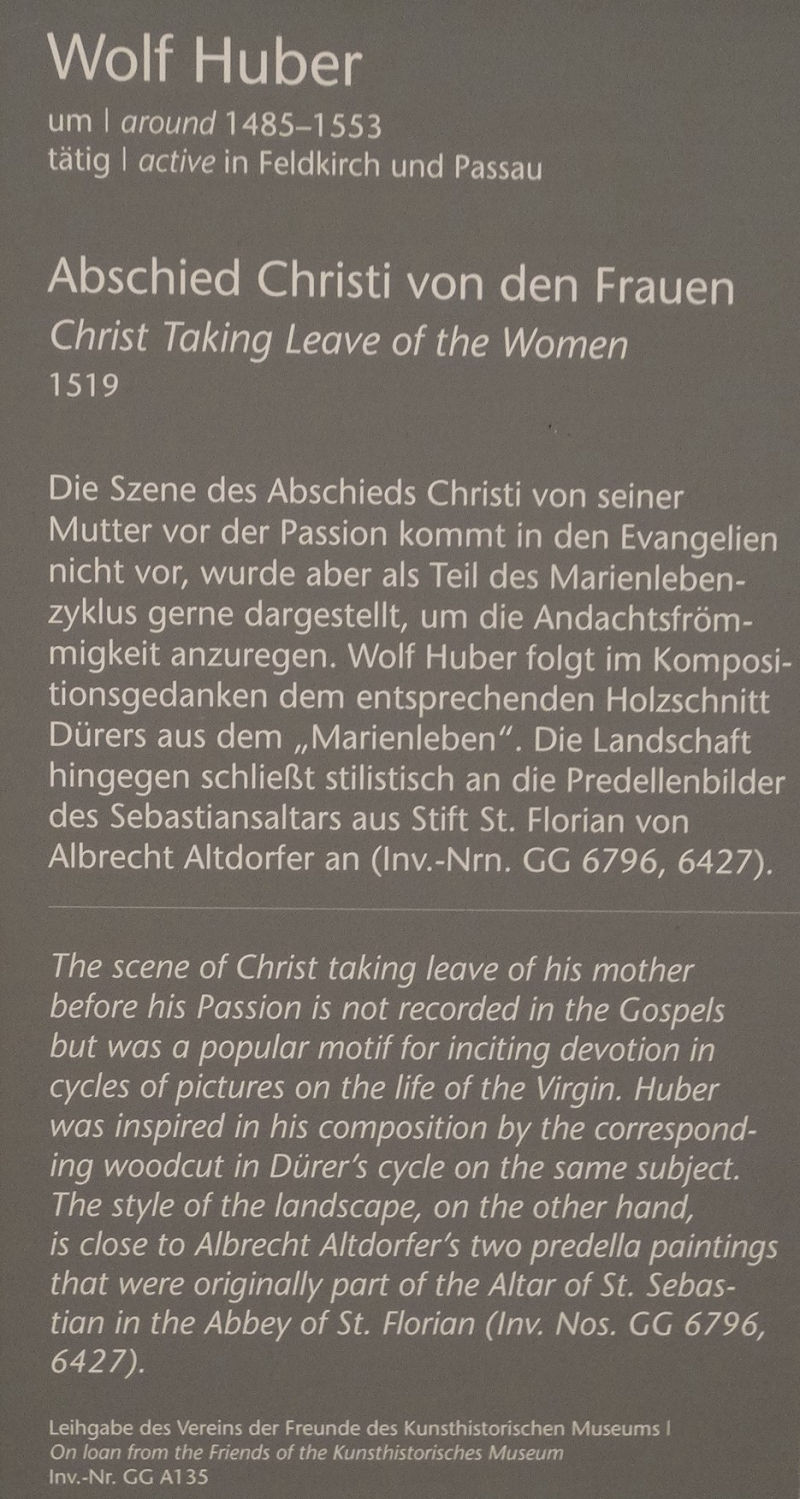 Wolf Huber
um | around 1485–1553
tätig | active in Feldkirch und Passau
Abschied Christi von den Frauen
Christ Taking Leave of the Women
1519
Die Szene des Abschieds Christi von seiner
Mutter vor der Passion kommt in den Evangelien
nicht vor, wurde aber als Teil des Marienleben-
zyklus gerne dargestellt, um die Andachtsfröm-
migkeit anzuregen. Wolf Huber folgt im Komposi-
tionsgedanken dem entsprechenden Holzschnitt
Dürers aus dem „Marienleben“. Die Landschaft
hingegen schließt stilistisch an die Predellenbilder
des Sebastiansaltars aus Stift St. Florian von
Albrecht Altdorfer an (Inv.-Nrn. GG 6796, 6427).
The scene of Christ taking leave of his mother
before his Passion is not recorded in the Gospels
but was a popular motif for inciting devotion in
cycles of pictures on the life of the Virgin. Huber
was inspired in his composition by the correspond-
ing woodcut in Dürer’s cycle on the same subject.
The style of the landscape, on the other hand,
is close to Albrecht Altdorfer’s two predella paintings
that were originally part of the Altar of St. Sebas-
tian in the Abbey of St. Florian (Inv. Nos. GG 6796,
6427).
Leihgabe des Vereins der Freunde des Kunsthistorischen Museums |
On loan from the Friends of the Kunsthistorisches Museum
Inv.-Nr. GG A135